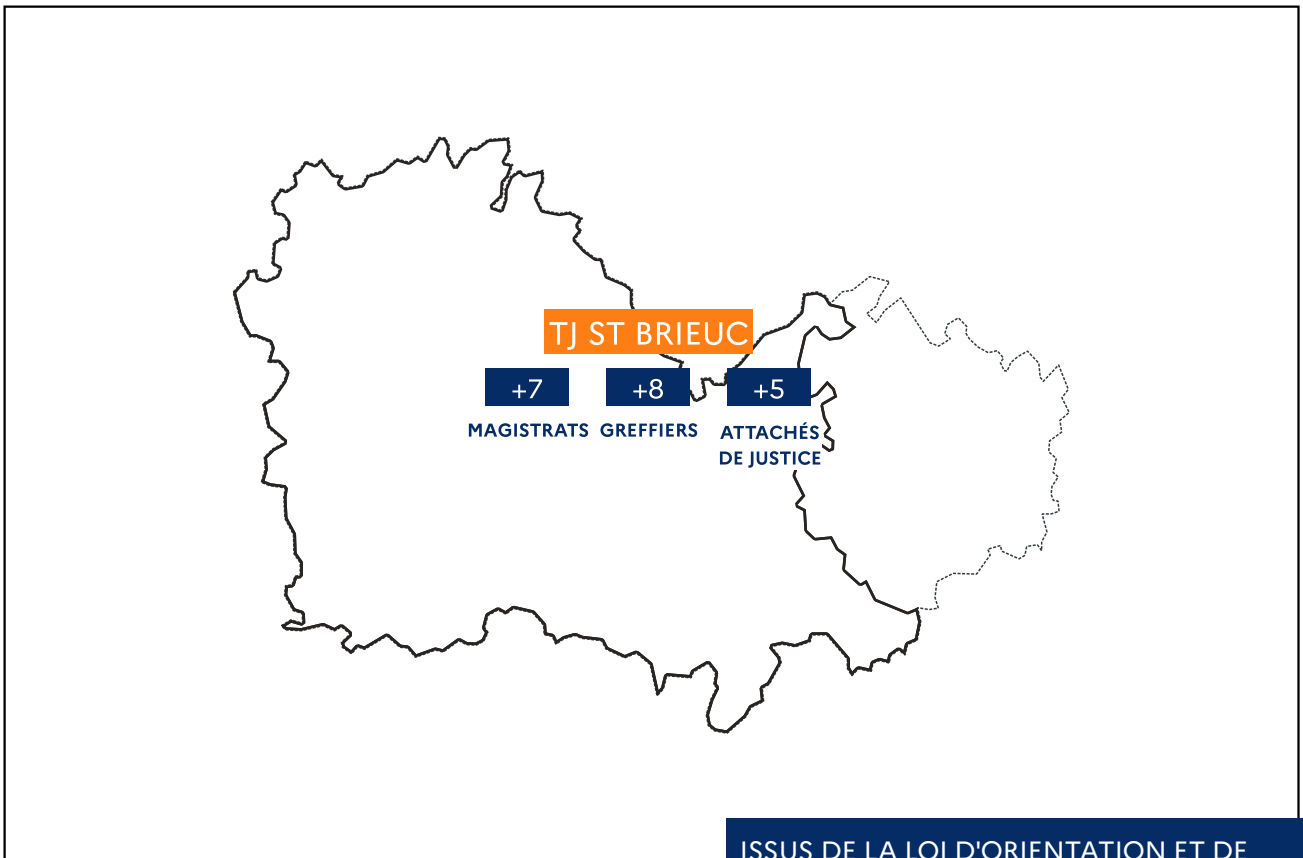 TJ ST BRIEUC
+7 +8 +5
MAGISTRATS GREFFIERS ATTACHÉS
DE JUSTICE
ISSUS DE LA LOI D'ORIENTATION ET DE